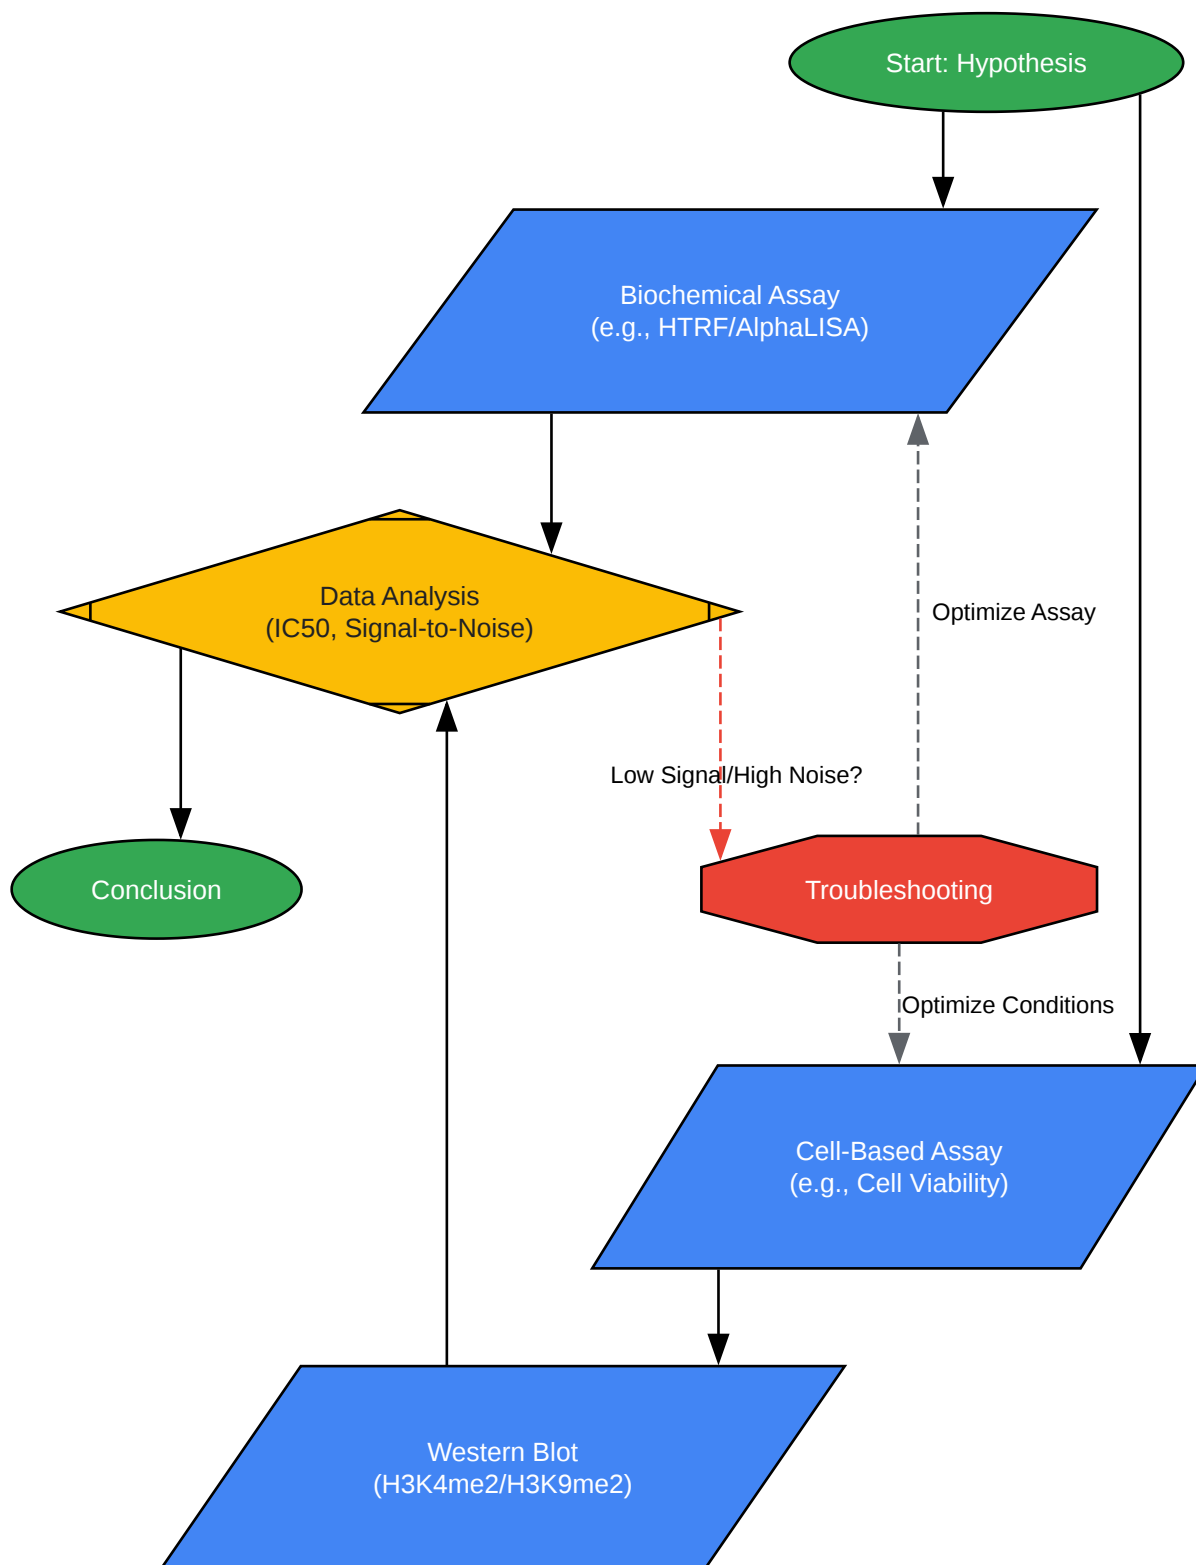 Start: Hypothesis
Biochemical Assay
(e.g., HTRF/AlphaLISA)
Data Analysis
(IC50, Signal-to-Noise)
Optimize Assay
Low Signal/High Noise?
Conclusion
Troubleshooting
Optimize Conditions
Cell-Based Assay
(e.g., Cell Viability)
Western Blot
(H3K4me2/H3K9me2)